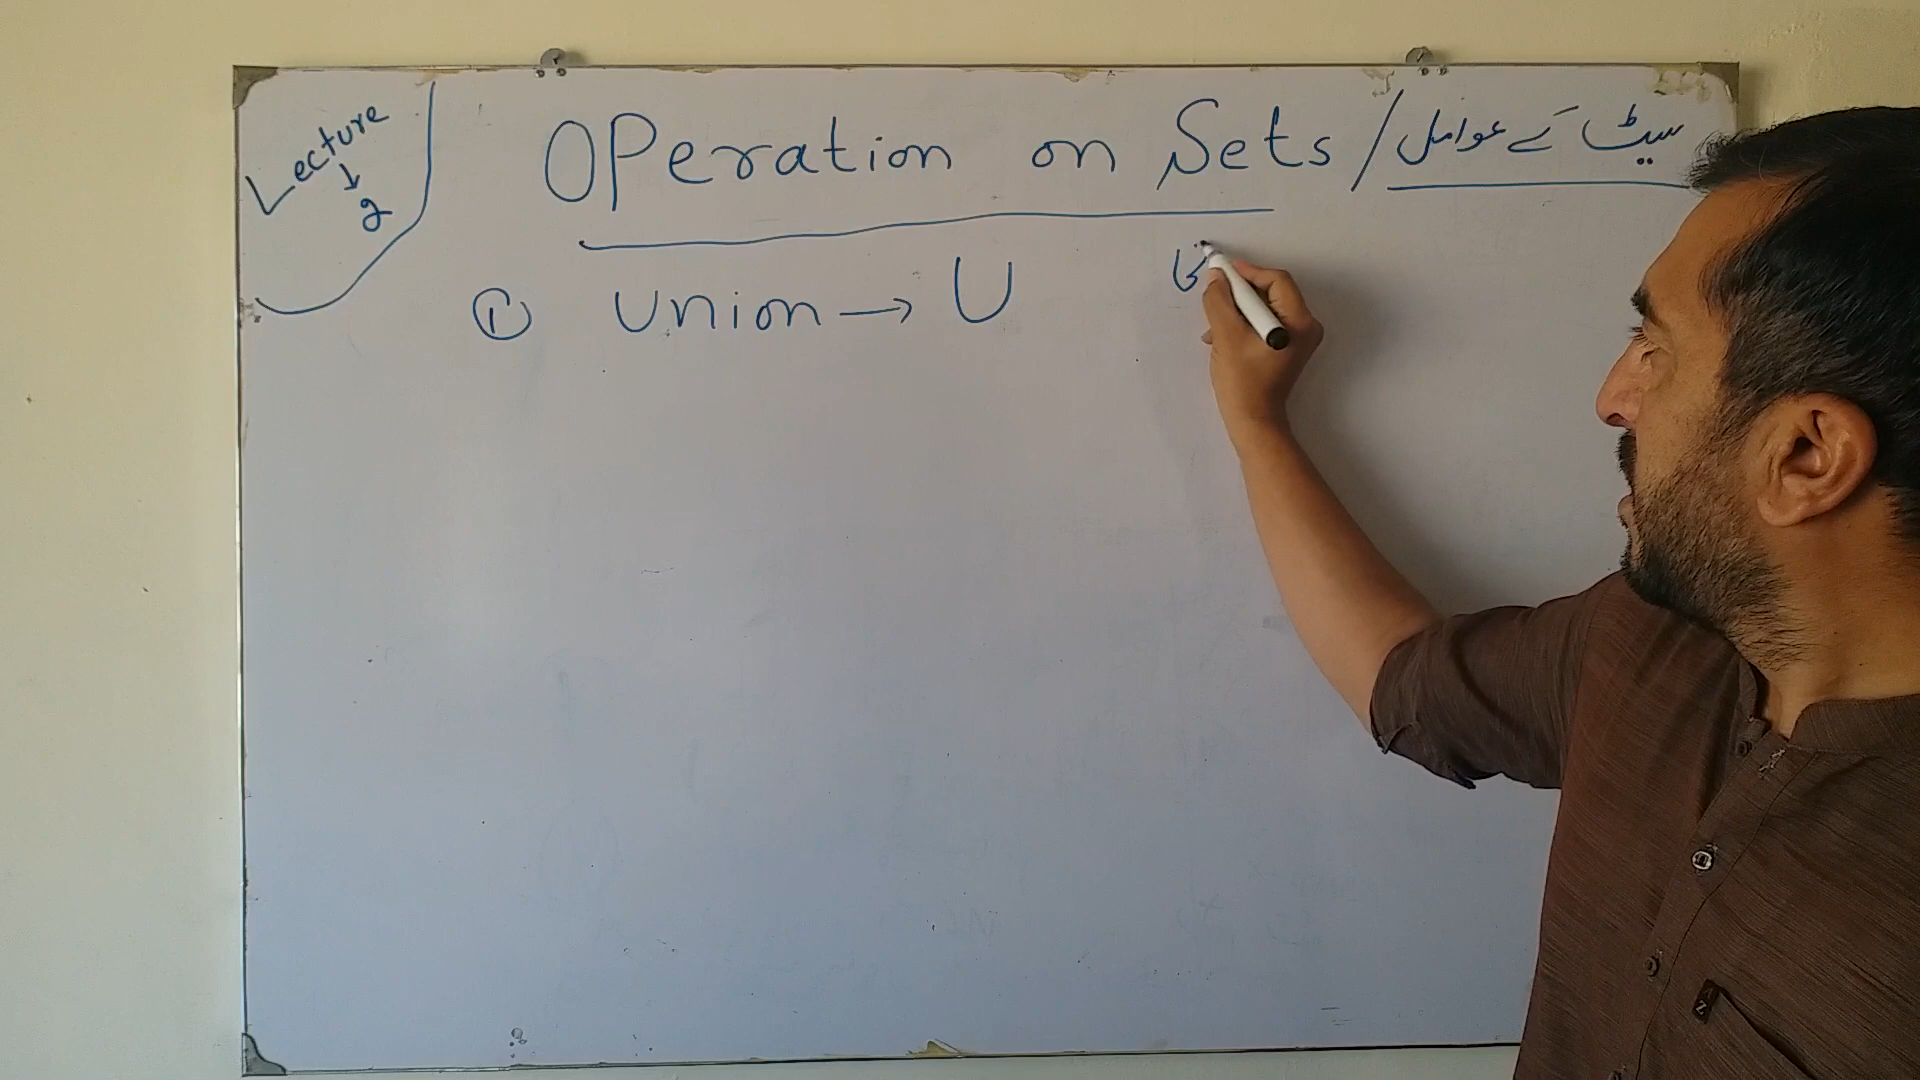 Lecture
↓
2
Operation on Sets / سیٹ کے عوامل
① Union → U